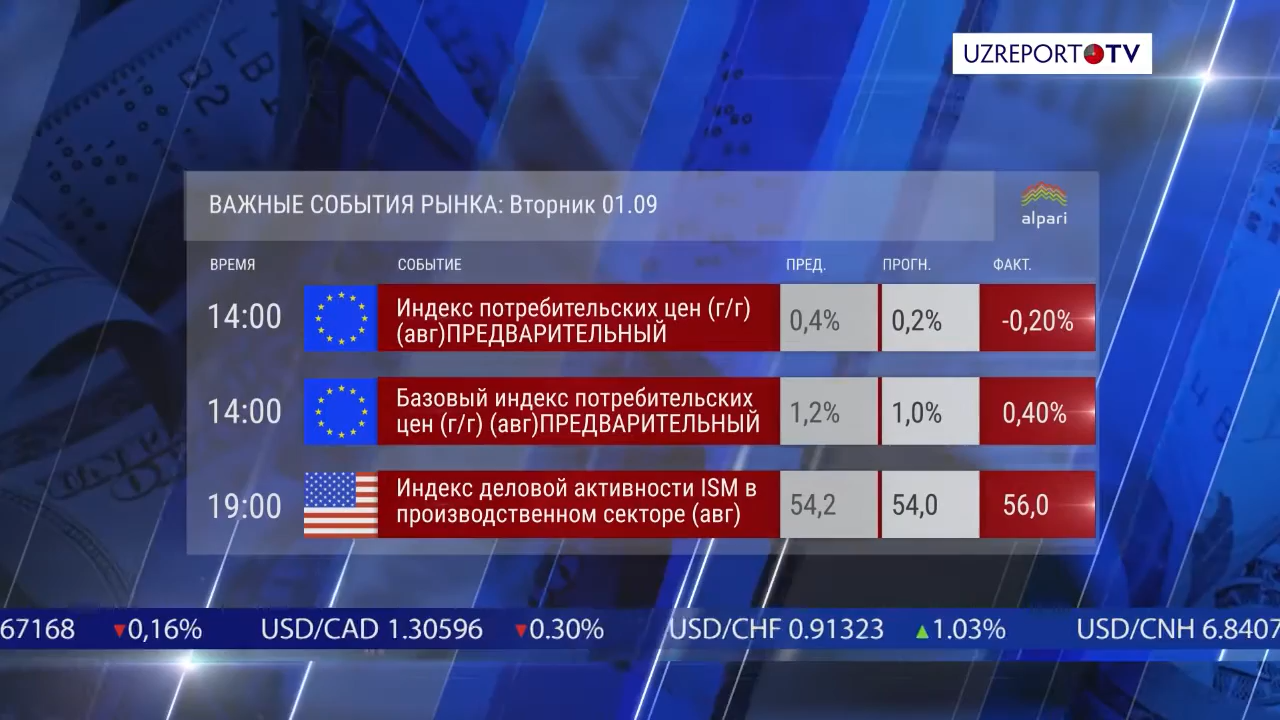 UZREPORT TV
ВАЖНЫЕ СОБЫТИЯ РЫНКА: Вторник 01.09
alpari
ВРЕМЯ СОБЫТИЕ ПРЕД. ПРОГН. ФАКТ.
14:00 Индекс потребительских цен (г/г) 0,4% 0,2% -0,20%
(авг)ПРЕДВАРИТЕЛЬНЫЙ
14:00 Базовый индекс потребительских 1,2% 1,0% 0,40%
цен (г/г) (авг)ПРЕДВАРИТЕЛЬНЫЙ
19:00 Индекс деловой активности ISM в 54,2 54,0 56,0
производственном секторе (авг)
67168 ▼0,16% USD/CAD 1.30596 ▼0.30% USD/CHF 0.91323 ▲1.03% USD/CNH 6.8407